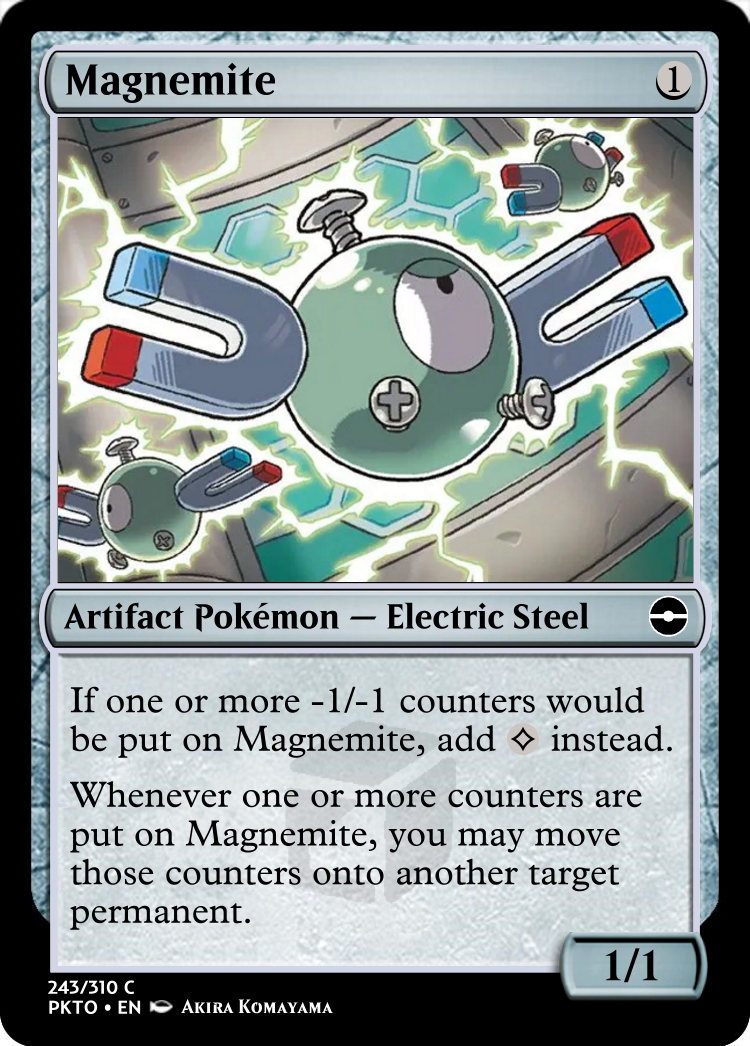 Magnemite 1
Artifact Pokémon — Electric Steel
If one or more -1/-1 counters would
be put on Magnemite, add ◇ instead.
Whenever one or more counters are
put on Magnemite, you may move
those counters onto another target
permanent.
1/1
243/310 C
PKTO • EN Akira Komayama